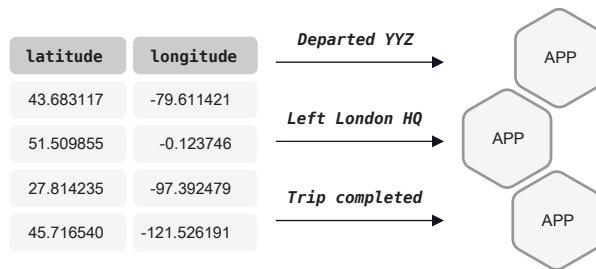 latitude longitude
43.683117 -79.611421
51.509855 -0.123746
27.814235 -97.392479
45.716540 -121.526191
Departed YYZ
Left London HQ
Trip completed
APP
APP
APP